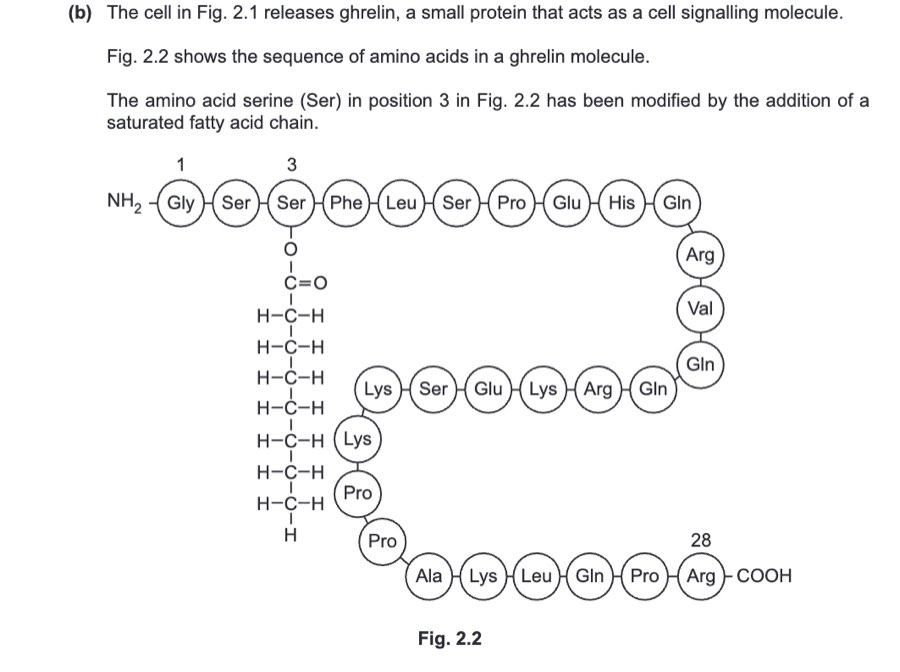 (b) The cell in Fig. 2.1 releases ghrelin, a small protein that acts as a cell signalling molecule.
Fig. 2.2 shows the sequence of amino acids in a ghrelin molecule.
The amino acid serine (Ser) in position 3 in Fig. 2.2 has been modified by the addition of a
saturated fatty acid chain.
1 3
NH2 Gly Ser Ser Phe Leu Ser Pro Glu His Gln
O
Arg
C=O
Val
H-C-H
H-C-H
Gln
H-C-H
Lys Ser Glu Lys Arg Gln
H-C-H
H-C-H Lys
H-C-H
Pro
H-C-H
H
Pro
28
Ala Lys Leu Gln Pro Arg COOH
Fig. 2.2